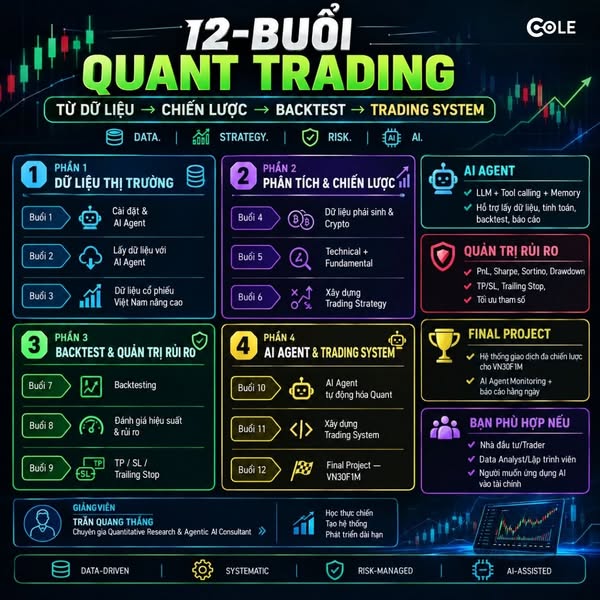 COLE
12-BUỔI
QUANT TRADING
TỪ DỮ LIỆU → CHIẾN LƯỢC → BACKTEST → TRADING SYSTEM
DATA. | STRATEGY. | RISK. | AI AI.
1 PHẦN 1
DỮ LIỆU THỊ TRƯỜNG
Buổi 1 Cài đặt &
AI Agent
Buổi 2 Lấy dữ liệu với
AI Agent
Buổi 3 Dữ liệu cổ phiếu
Việt Nam nâng cao
2 PHẦN 2
PHÂN TÍCH & CHIẾN LƯỢC
Buổi 4 Dữ liệu phái sinh &
Crypto
Buổi 5 Technical +
Fundamental
Buổi 6 Xây dựng
Trading Strategy
3 PHẦN 3
BACKTEST & QUẢN TRỊ RỦI RO
Buổi 7 Backtesting
Buổi 8 Đánh giá hiệu suất
& rủi ro
Buổi 9 SL TP TP / SL /
Trailing Stop
4 PHẦN 4
AI AGENT & TRADING SYSTEM
Buổi 10 AI Agent
tự động hóa Quant
Buổi 11 Xây dựng
Trading System
Buổi 12 Final Project —
VN30F1M
AI AGENT
LLM + Tool calling + Memory
Hỗ trợ lấy dữ liệu, tính toán,
backtest, báo cáo
QUẢN TRỊ RỦI RO
PnL, Sharpe, Sortino, Drawdown
TP/SL, Trailing Stop,
Tối ưu tham số
FINAL PROJECT
Hệ thống giao dịch đa chiến lược
cho VN30F1M
AI Agent Monitoring +
báo cáo hằng ngày
BẠN PHÙ HỢP NẾU
Nhà đầu tư/Trader
Data Analyst/Lập trình viên
Người muốn ứng dụng AI
vào tài chính
GIẢNG VIÊN
TRẦN QUANG THẮNG
Chuyên gia Quantitative Research & Agentic AI Consultant »
Học thực chiến
Tạo hệ thống
Phát triển dài hạn
DATA-DRIVEN | SYSTEMATIC | RISK-MANAGED | AI AI-ASSISTED